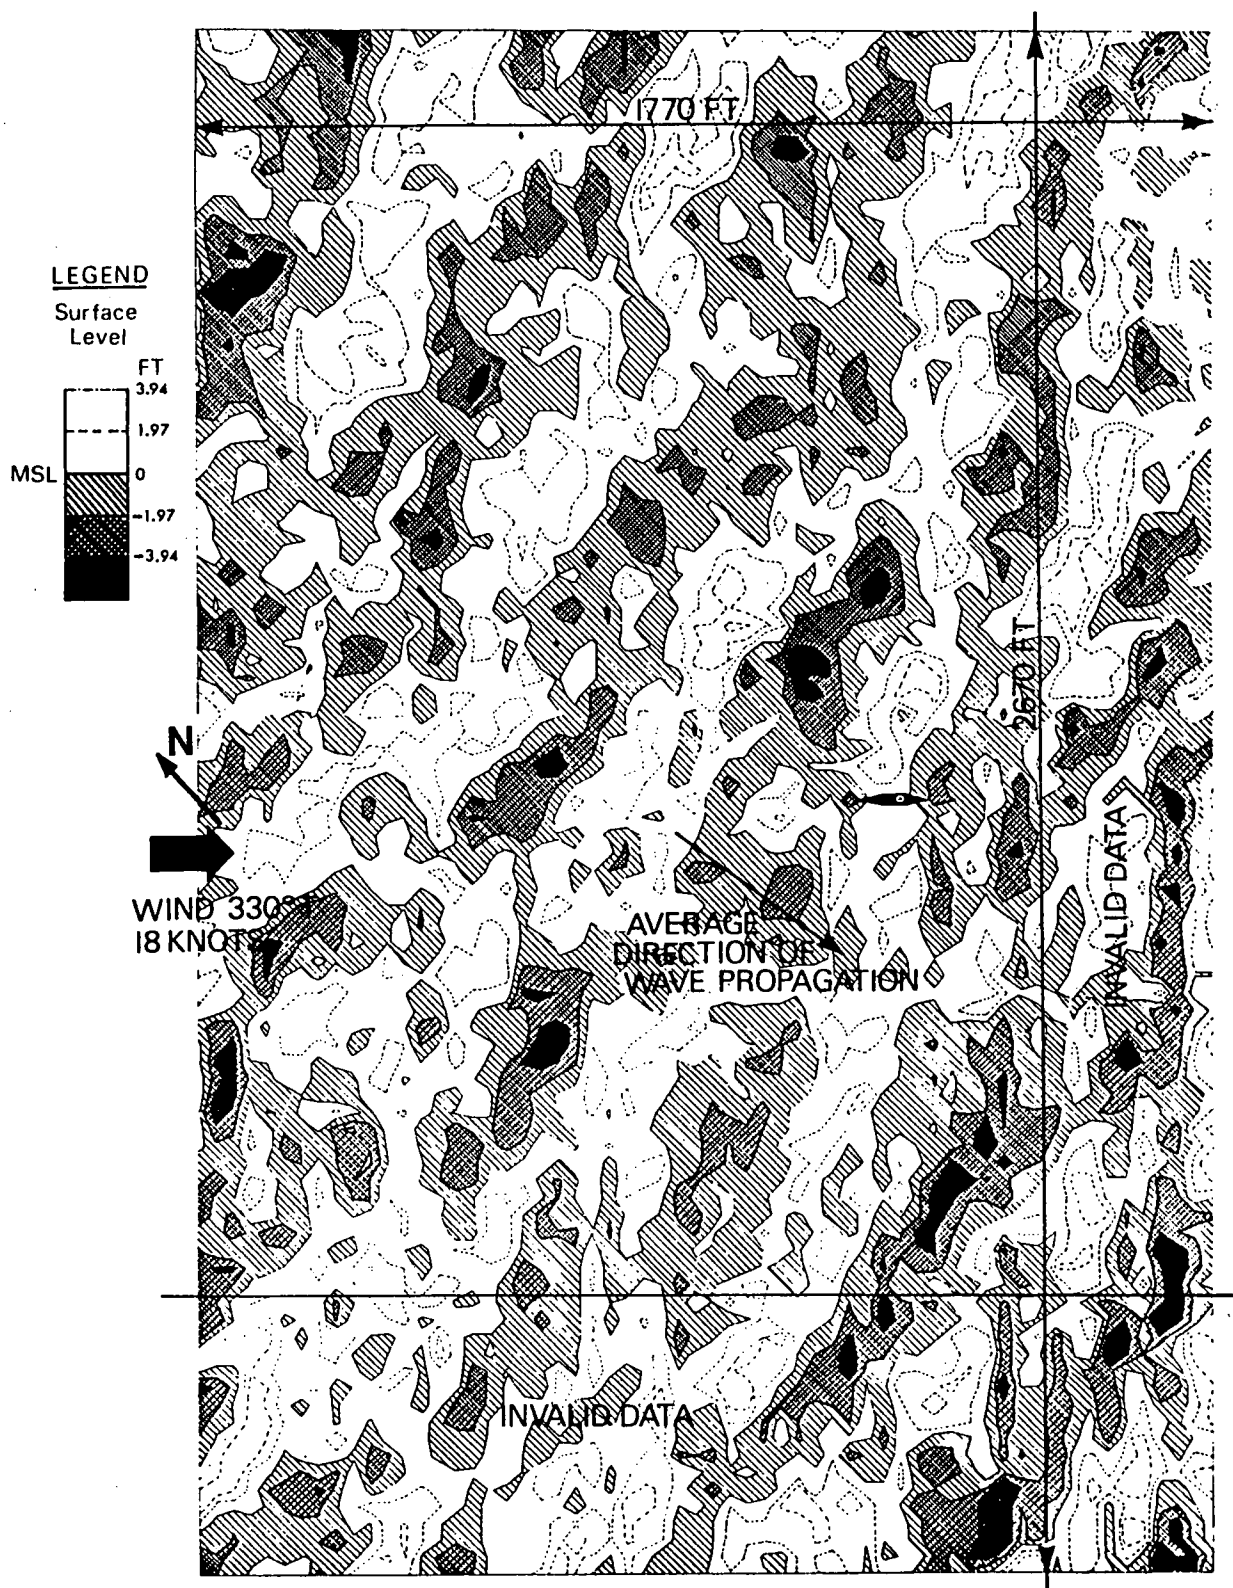 1770 FT
LEGEND
Surface
Level
FT
3.94
1.97
MSL
0
-1.97
-3.94
2670 FT
N
WIND 330°T
18 KNOTS
AVERAGE
DIRECTION OF
WAVE PROPAGATION
INVALID DATA
INVALID DATA